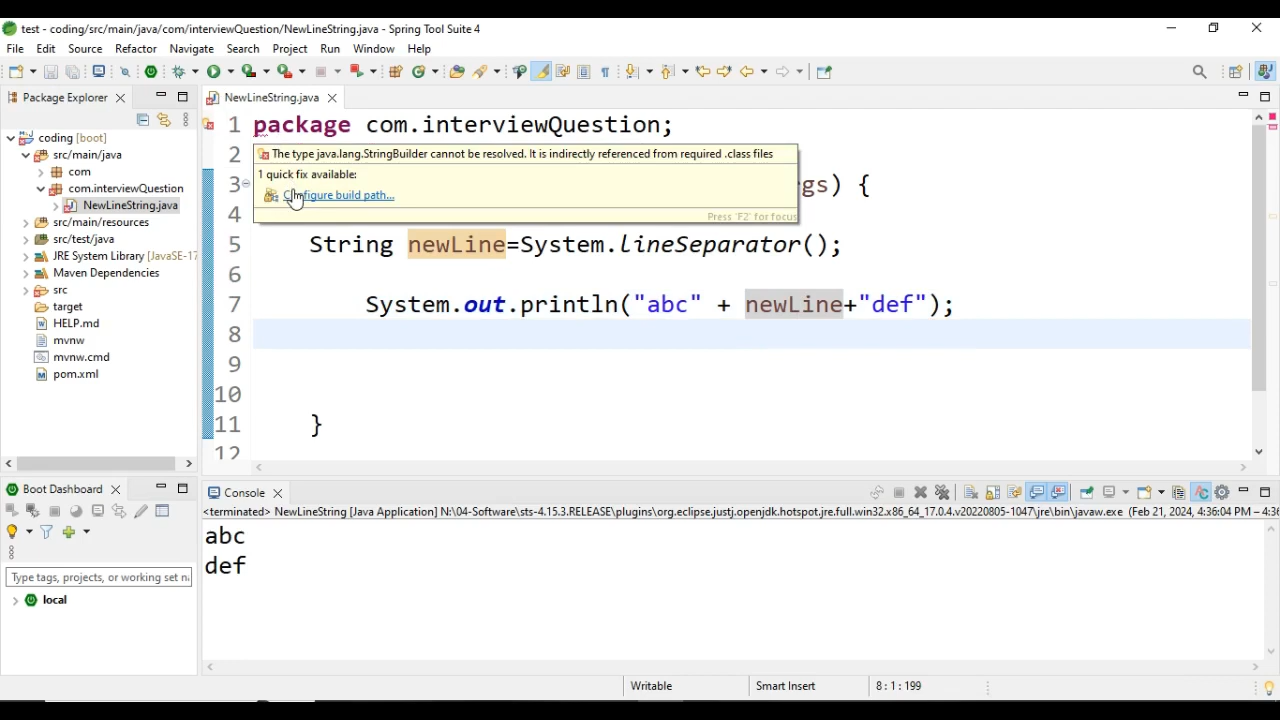 test - coding/src/main/java/com/interviewQuestion/NewLineString.java - Spring Tool Suite 4
File Edit Source Refactor Navigate Search Project Run Window Help
Package Explorer
NewLineString.java
coding [boot]
src/main/java
com
com.interviewQuestion
NewLineString.java
src/main/resources
src/test/java
JRE System Library [JavaSE-17
Maven Dependencies
src
target
HELP.md
mvnw
mvnw.cmd
pom.xml
1 package com.interviewQuestion;
2
The type java.lang.StringBuilder cannot be resolved. It is indirectly referenced from required .class files
1 quick fix available:
Configure build path...
Press 'F2' for focus
3 gs) {
4
5 String newLine=System.lineSeparator();
6
7 System.out.println("abc" + newLine+"def");
8
9
10
11 }
12
Boot Dashboard
Type tags, projects, or working set n
local
Console
<terminated> NewLineString [Java Application] N:\04-Software\sts-4.15.3.RELEASE\plugins\org.eclipse.justj.openjdk.hotspot.jre.full.win32.x86_64_17.0.4.v20220805-1047\jre\bin\javaw.exe (Feb 21, 2024, 4:36:04 PM – 4:36
abc
def
Writable Smart Insert 8 : 1 : 199